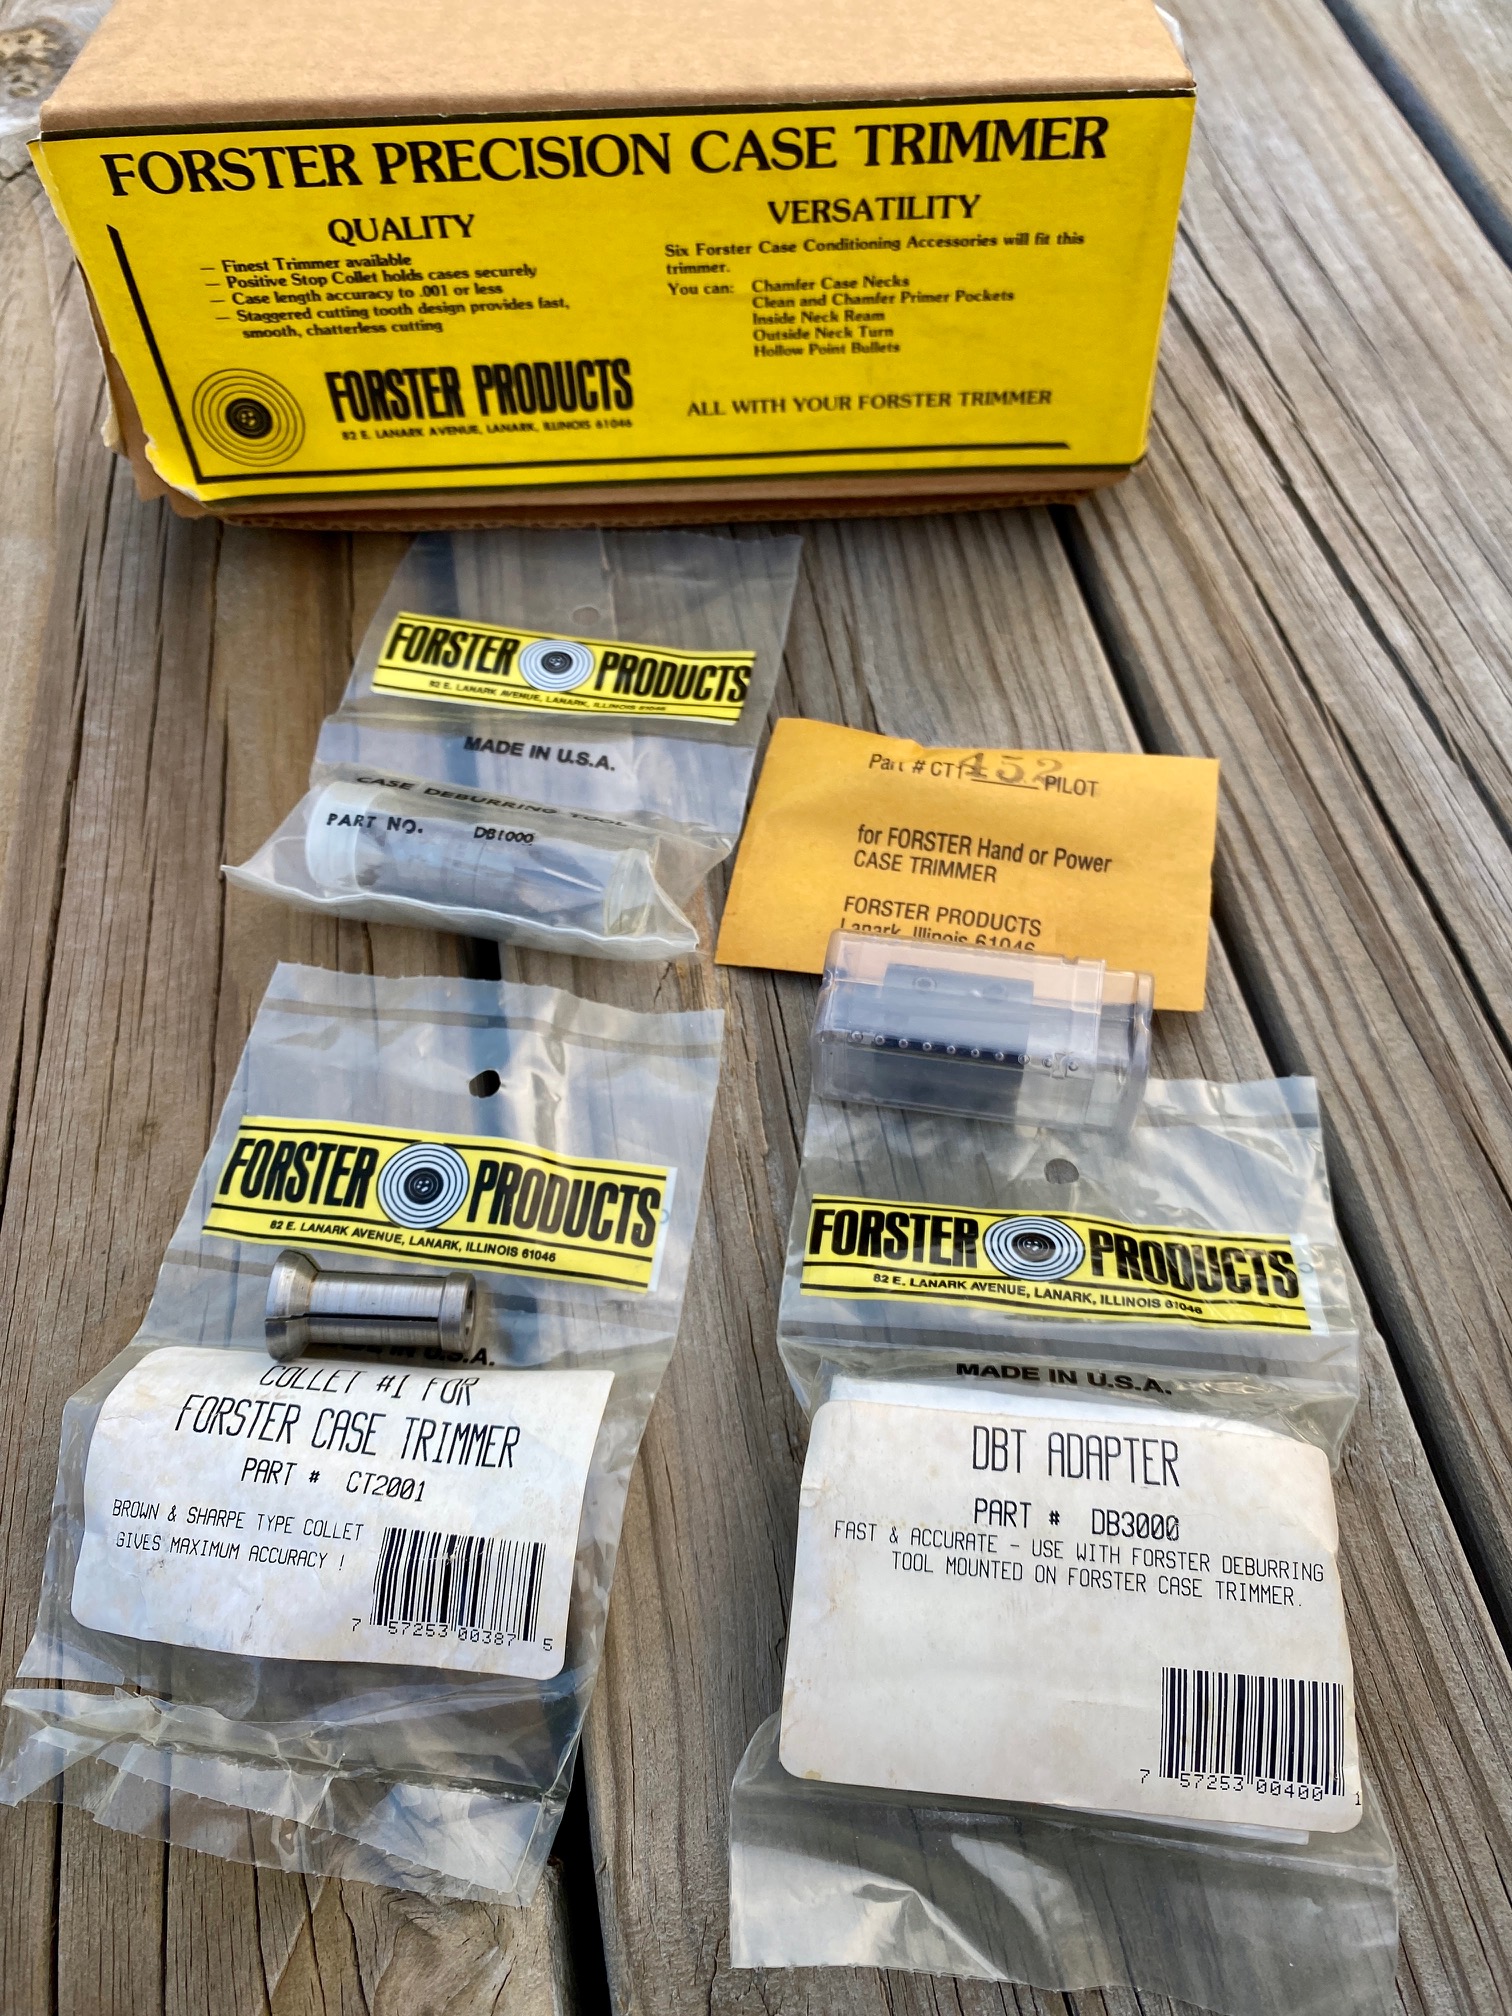 FORSTER PRECISION CASE TRIMMER
QUALITY
— Finest Trimmer available
— Positive Stop Collet holds cases securely
— Case length accuracy to .001 or less
— Staggered cutting tooth design provides fast,
smooth, chatterless cutting
FORSTER PRODUCTS
82 E. LANARK AVENUE, LANARK, ILLINOIS 61046
VERSATILITY
Six Forster Case Conditioning Accessories will fit this
trimmer.
You can: Chamfer Case Necks
Clean and Chamfer Primer Pockets
Inside Neck Ream
Outside Neck Turn
Hollow Point Bullets
ALL WITH YOUR FORSTER TRIMMER
FORSTER PRODUCTS
82 E. LANARK AVENUE, LANARK, ILLINOIS 61046
MADE IN U.S.A.
CASE DEBURRING TOOL
PART NO. DB1000
Part # CT1-452 PILOT
for FORSTER Hand or Power
CASE TRIMMER
FORSTER PRODUCTS
Lanark, Illinois 61046
FORSTER PRODUCTS
82 E. LANARK AVENUE, LANARK, ILLINOIS 61046
IN U.S.A.
COLLET #1 FOR
FORSTER CASE TRIMMER
PART # CT2001
BROWN & SHARPE TYPE COLLET
GIVES MAXIMUM ACCURACY !
7 57253 00387 5
FORSTER PRODUCTS
82 E. LANARK AVENUE, LANARK, ILLINOIS 61046
MADE IN U.S.A.
DBT ADAPTER
PART # DB3000
FAST & ACCURATE - USE WITH FORSTER DEBURRING
TOOL MOUNTED ON FORSTER CASE TRIMMER.
7 57253 00400 1